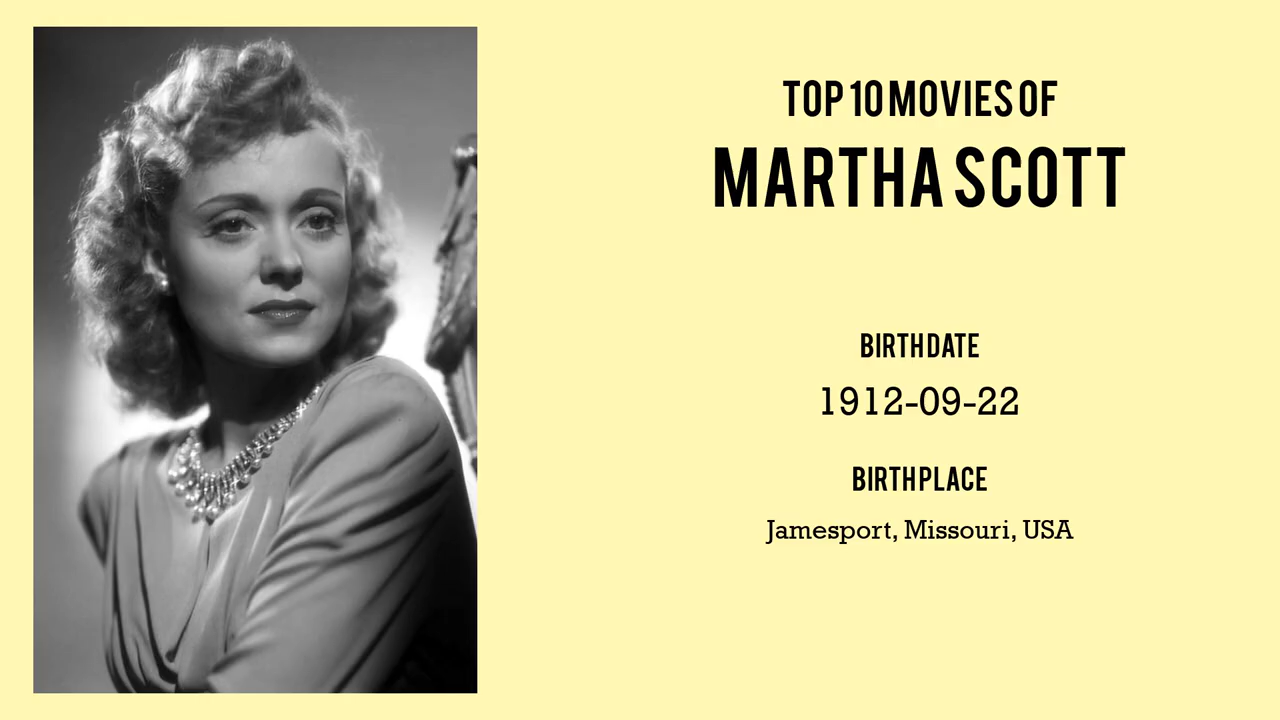 TOP 10 MOVIES OF
MARTHA SCOTT
BIRTHDATE
1912-09-22
BIRTHPLACE
Jamesport, Missouri, USA